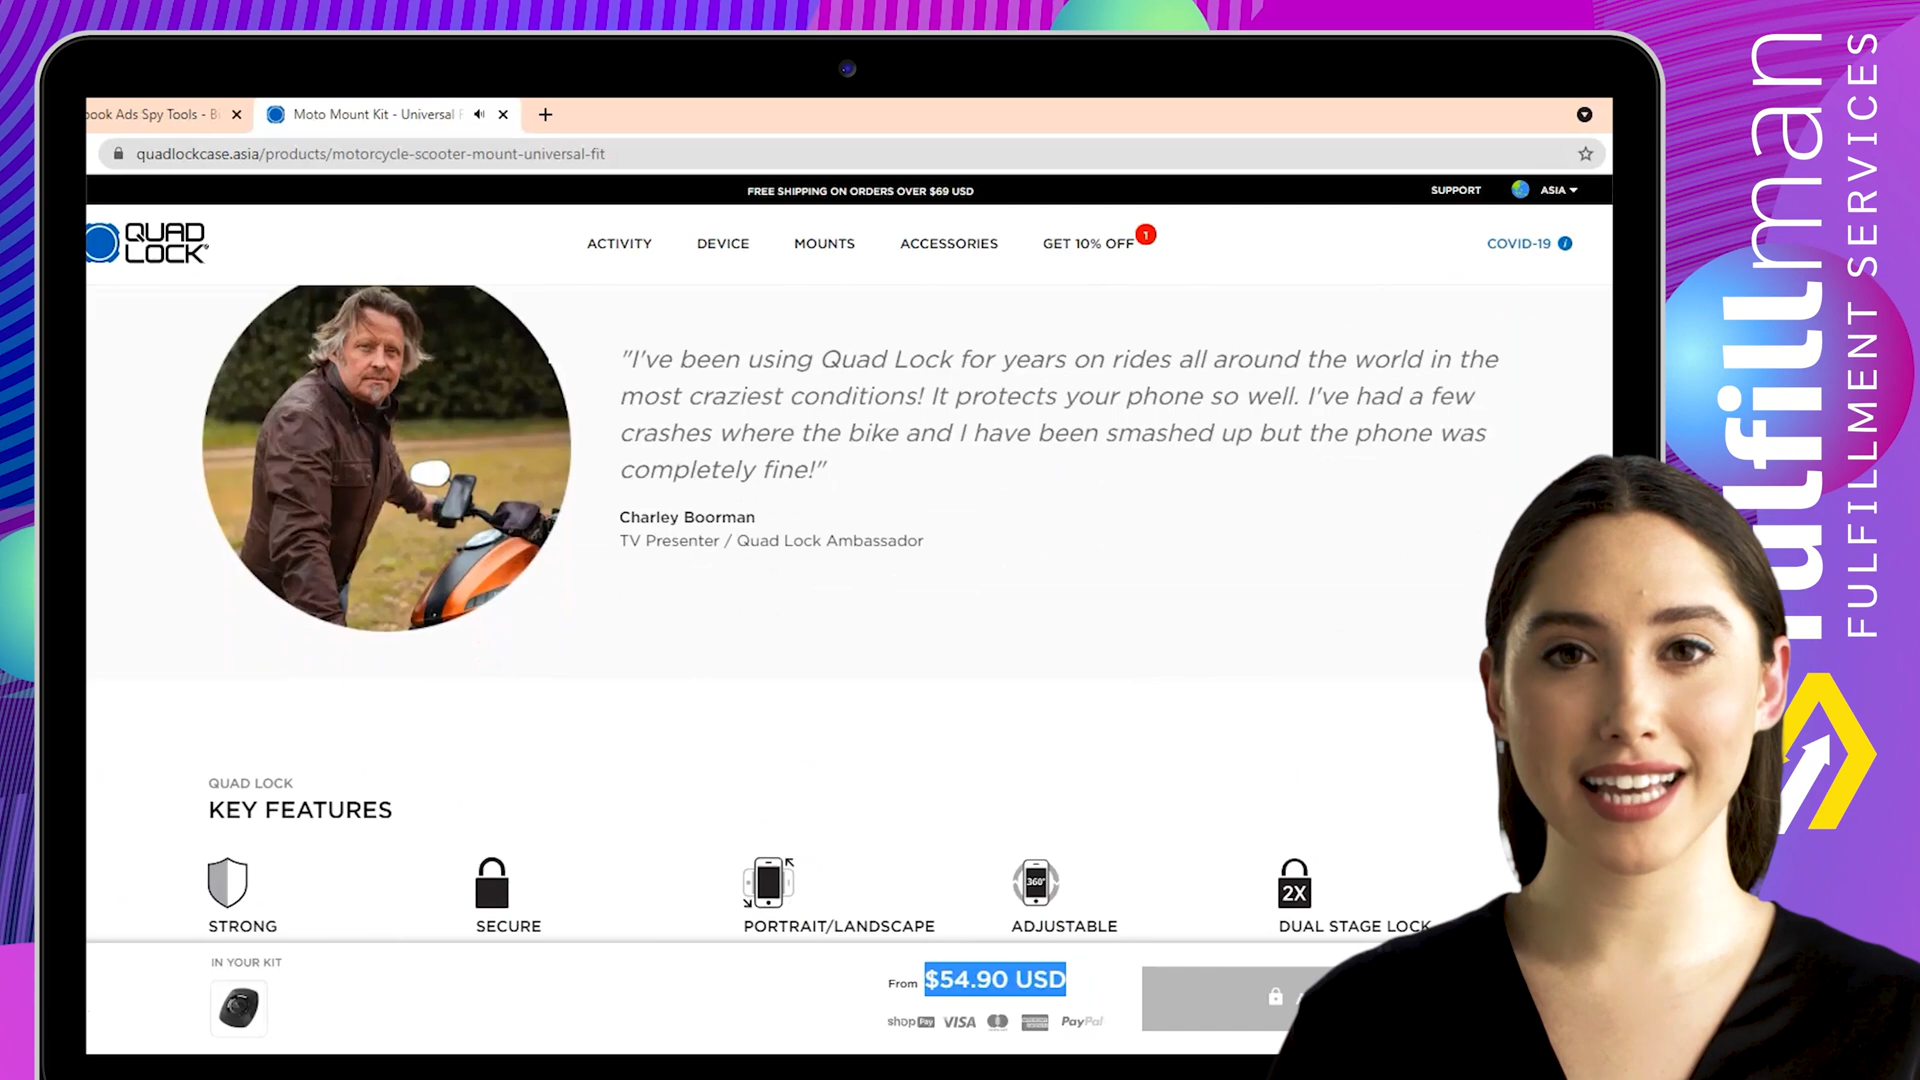 book Ads Spy Tools - Bi
Moto Mount Kit - Universal F
quadlockcase.asia/products/motorcycle-scooter-mount-universal-fit
FREE SHIPPING ON ORDERS OVER $69 USD
SUPPORT
ASIA
QUAD
LOCK
ACTIVITY
DEVICE
MOUNTS
ACCESSORIES
GET 10% OFF
1
COVID-19
"I've been using Quad Lock for years on rides all around the world in the
most craziest conditions! It protects your phone so well. I've had a few
crashes where the bike and I have been smashed up but the phone was
completely fine!"
Charley Boorman
TV Presenter / Quad Lock Ambassador
QUAD LOCK
KEY FEATURES
360°
2X
STRONG
SECURE
PORTRAIT/LANDSCAPE
ADJUSTABLE
DUAL STAGE LOCK
IN YOUR KIT
From $54.90 USD
shop Pay VISA PayPal
fulfillman
FULFILLMENT SERVICES